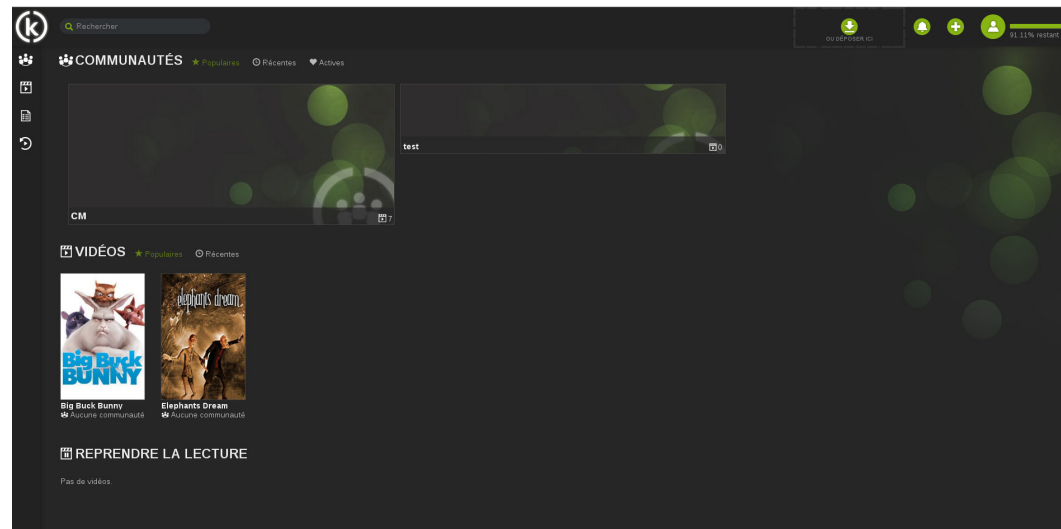 k
Rechercher
OU DÉPOSER ICI
91.11% restant
COMMUNAUTÉS Populaires Récentes Actives
test 0
CM 7
VIDÉOS Populaires Récentes
Big Buck BUNNY
elephants dream
Big Buck Bunny Elephants Dream
Aucune communauté Aucune communauté
REPRENDRE LA LECTURE
Pas de vidéos.